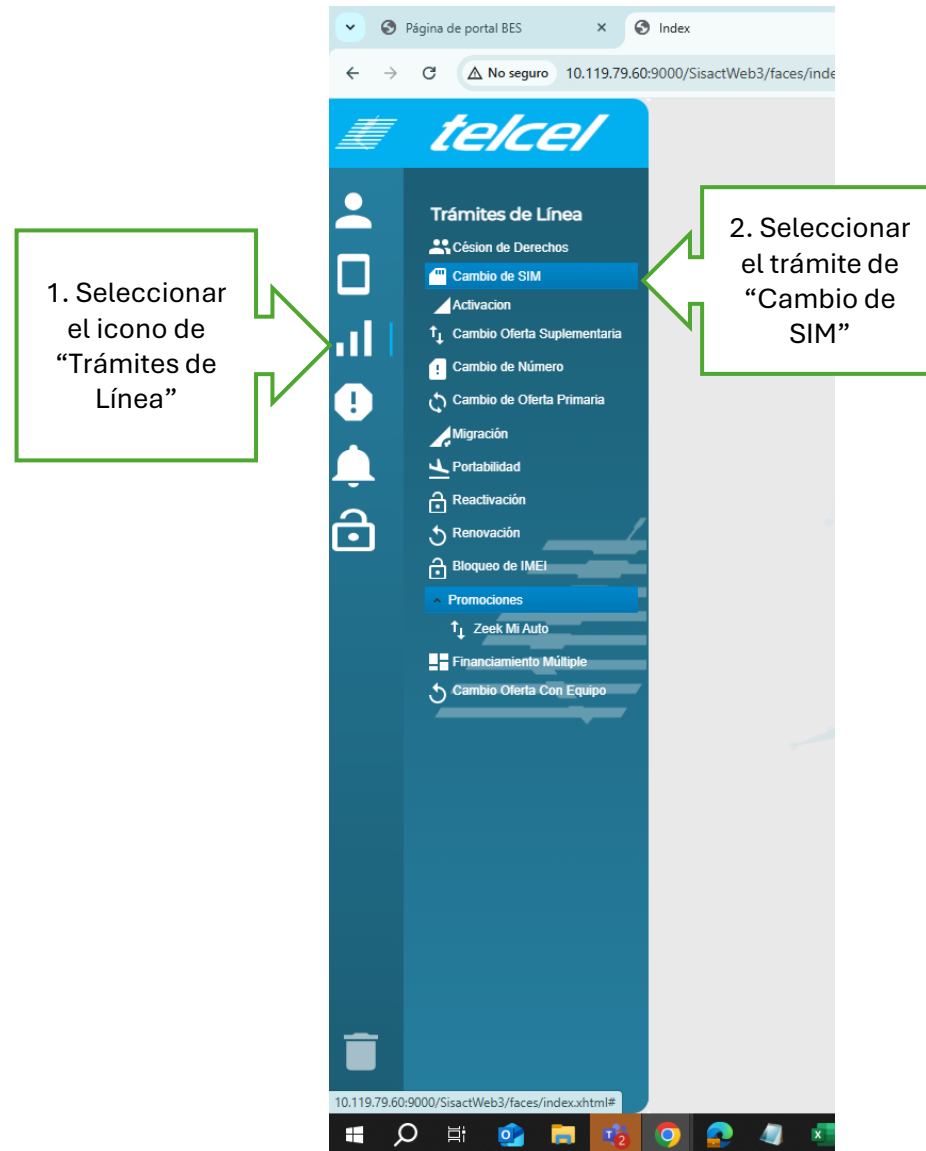 Página de portal BES
Index
No seguro
10.119.79.60:9000/SisactWeb3/faces/inde
telcel
Trámites de Línea
Césion de Derechos
Cambio de SIM
Activacion
Cambio Oferta Suplementaria
Cambio de Número
Cambio de Oferta Primaria
Migración
Portabilidad
Reactivación
Renovación
Bloqueo de IMEI
Promociones
Zeek Mi Auto
Financiamiento Múltiple
Cambio Oferta Con Equipo
1. Seleccionar
el icono de
“Trámites de
Línea”
2. Seleccionar
el trámite de
“Cambio de
SIM”
10.119.79.60:9000/SisactWeb3/faces/index.xhtml#
2